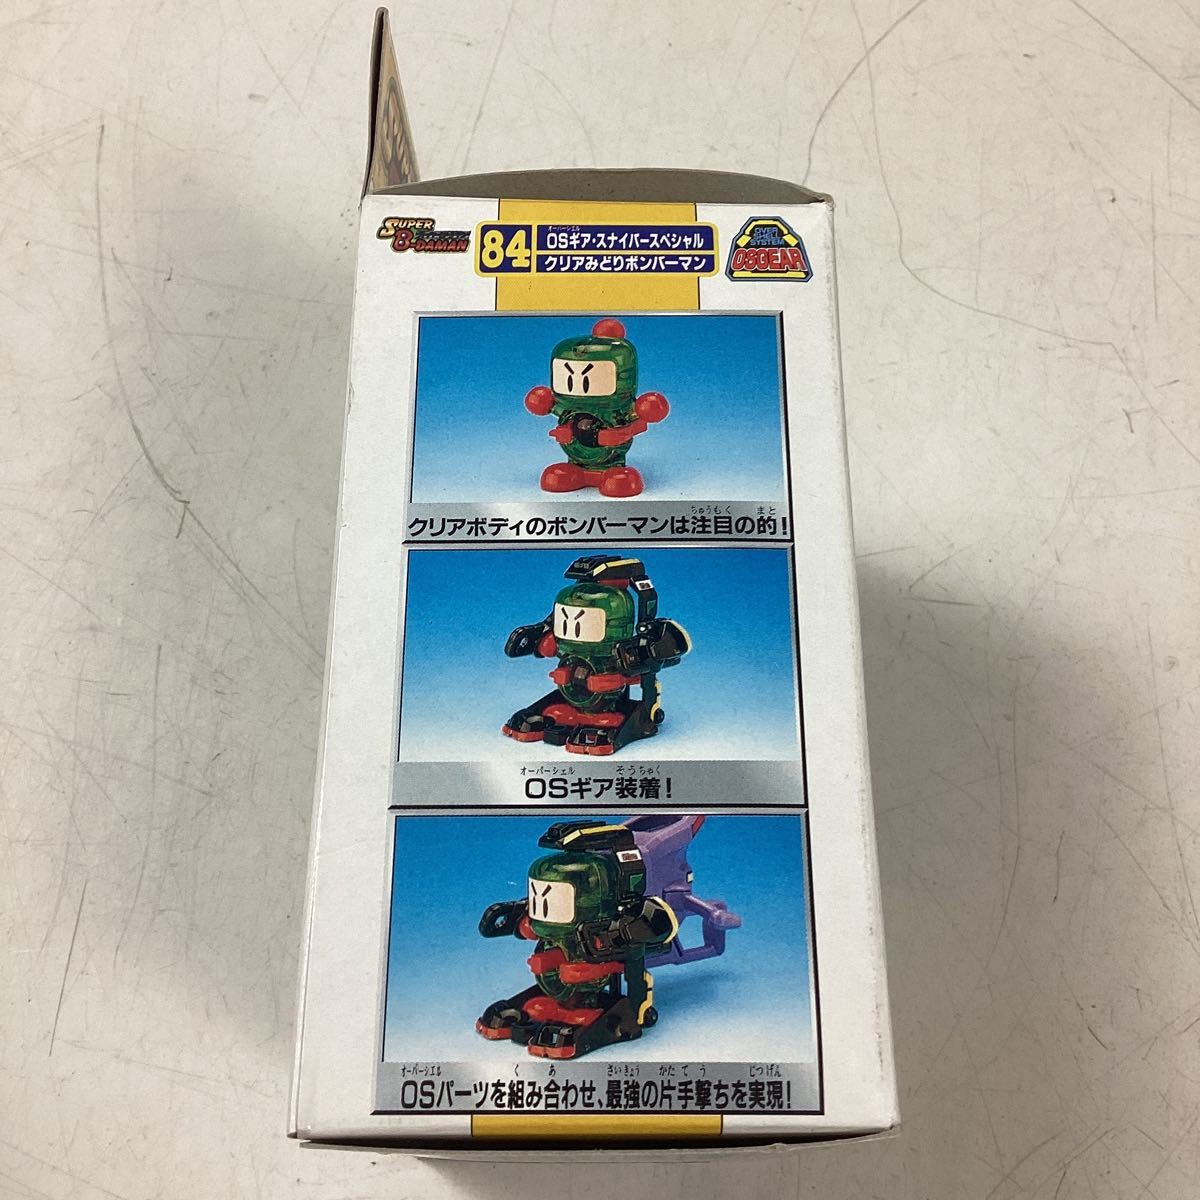 SUPER
B-DAMAN
84
オーバーシェル
OSギア・スナイパースペシャル
クリアみどりボンバーマン
OVER
SHELL
SYSTEM
OSGEAR
ちゅうもく まと
クリアボディのボンバーマンは注目の的!
オーバーシェル そうちゃく
OSギア装着!
オーバーシェル く あ さいきょう かたて う じつげん
OSパーツを組み合わせ、最強の片手撃ちを実現!